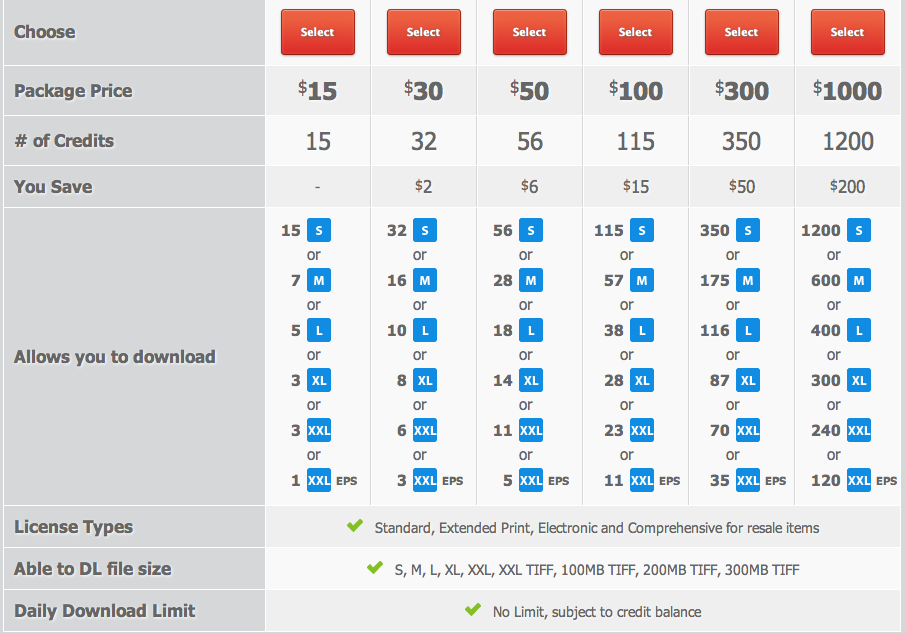 Choose Select Select Select Select Select Select
Package Price $15 $30 $50 $100 $300 $1000
# of Credits 15 32 56 115 350 1200
You Save - $2 $6 $15 $50 $200
15 S 32 S 56 S 115 S 350 S 1200 S
or or or or or or
7 M 16 M 28 M 57 M 175 M 600 M
or or or or or or
5 L 10 L 18 L 38 L 116 L 400 L
or or or or or or
Allows you to download
3 XL 8 XL 14 XL 28 XL 87 XL 300 XL
or or or or or or
3 XXL 6 XXL 11 XXL 23 XXL 70 XXL 240 XXL
or or or or or or
1 XXL EPS 3 XXL EPS 5 XXL EPS 11 XXL EPS 35 XXL EPS 120 XXL EPS
License Types Standard, Extended Print, Electronic and Comprehensive for resale items
Able to DL file size S, M, L, XL, XXL, XXL TIFF, 100MB TIFF, 200MB TIFF, 300MB TIFF
Daily Download Limit No Limit, subject to credit balance